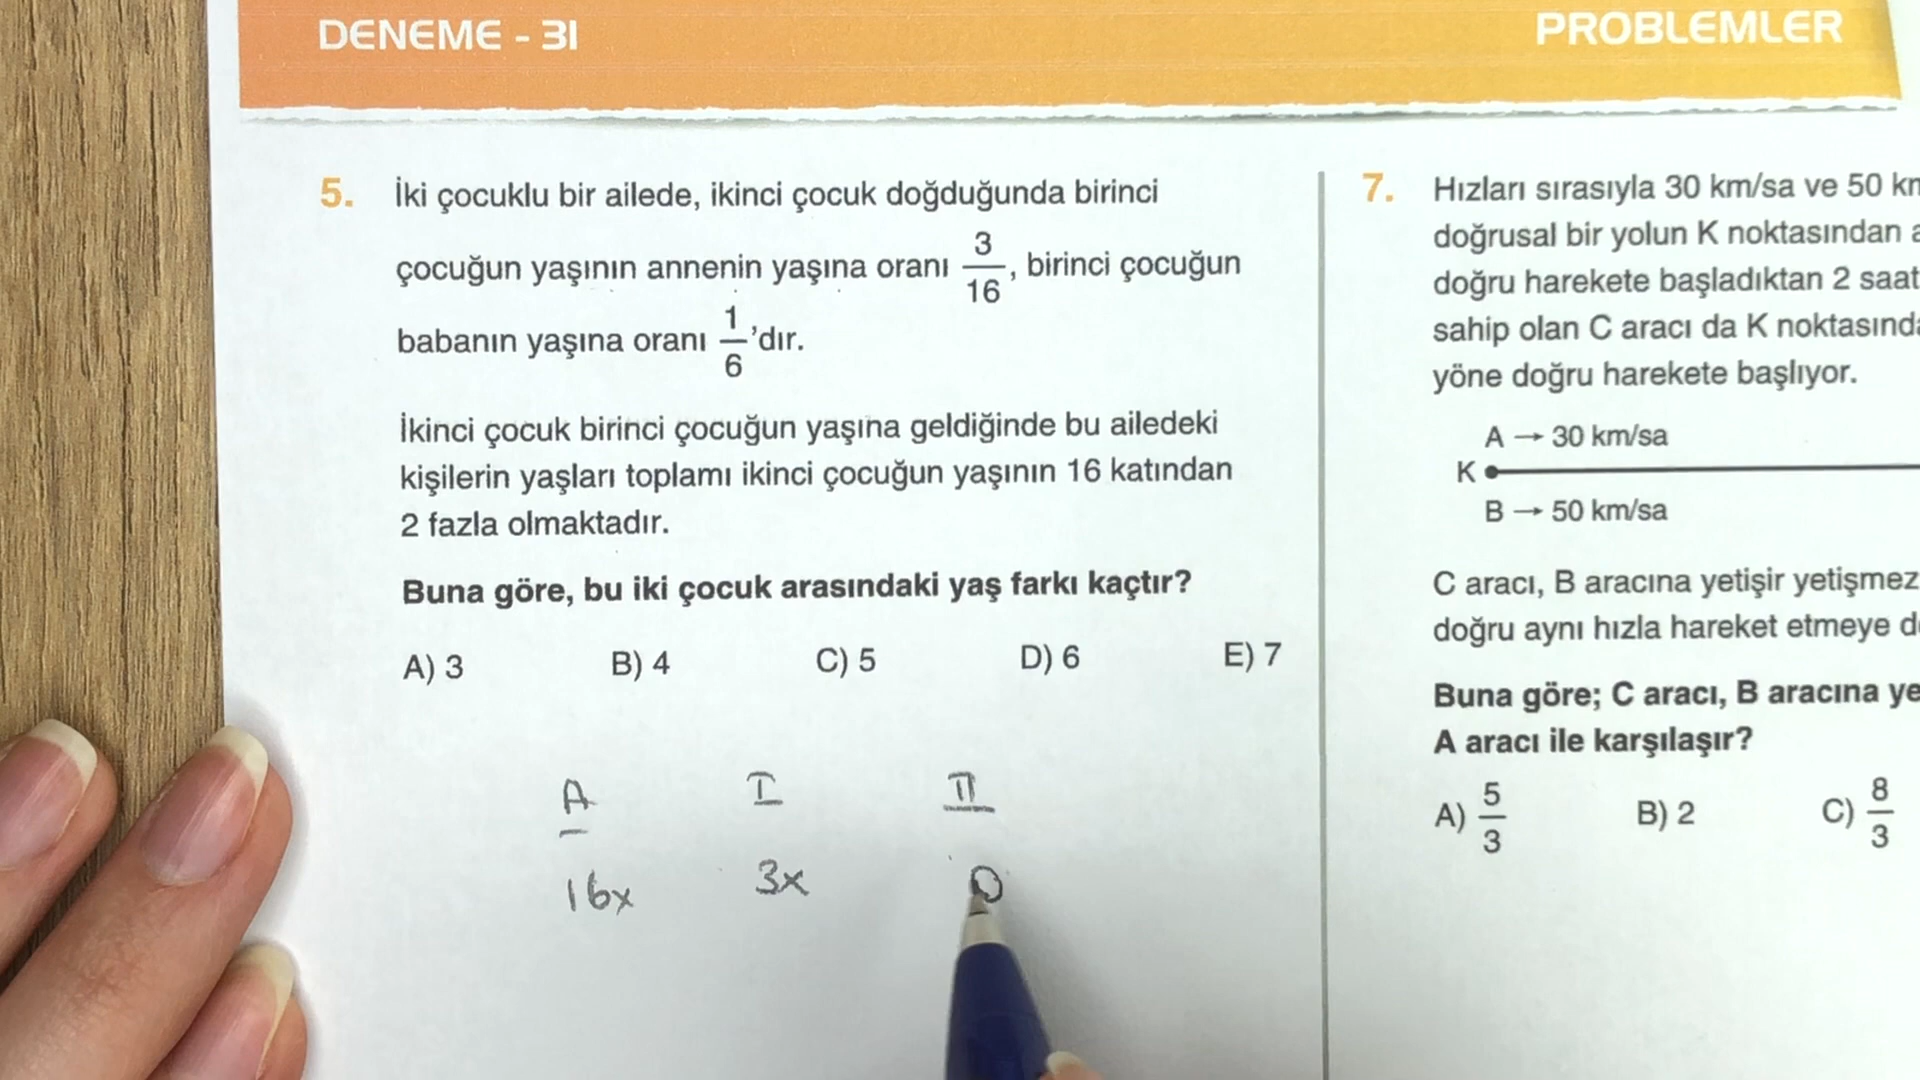 DENEME - 31
PROBLEMLER
5. İki çocuklu bir ailede, ikinci çocuk doğduğunda birinci
çocuğun yaşının annenin yaşına oranı 3/16, birinci çocuğun
babanın yaşına oranı 1/6'dır.
İkinci çocuk birinci çocuğun yaşına geldiğinde bu ailedeki
kişilerin yaşları toplamı ikinci çocuğun yaşının 16 katından
2 fazla olmaktadır.
Buna göre, bu iki çocuk arasındaki yaş farkı kaçtır?
A) 3 B) 4 C) 5 D) 6 E) 7
A I II
16x 3x 0
7. Hızları sırasıyla 30 km/sa ve 50
doğrusal bir yolun K noktasından
doğru harekete başladıktan 2 saat
sahip olan C aracı da K
yöne doğru harekete başlıyor.
A → 30 km/sa
K
B → 50 km/sa
C aracı, B aracına yetişir yetişmez
doğru aynı hızla hareket etmeye
Buna göre; C aracı, B aracına
A aracı ile karşılaşır?
A) 5/3 B) 2 C) 8/3